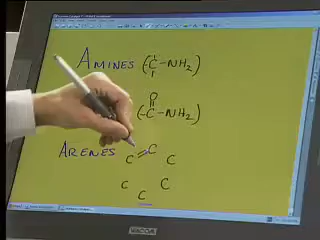 AMINES (-C-NH₂)
O
(-C-NH₂)
ARENES C=C
C C
C C
C
WACOM